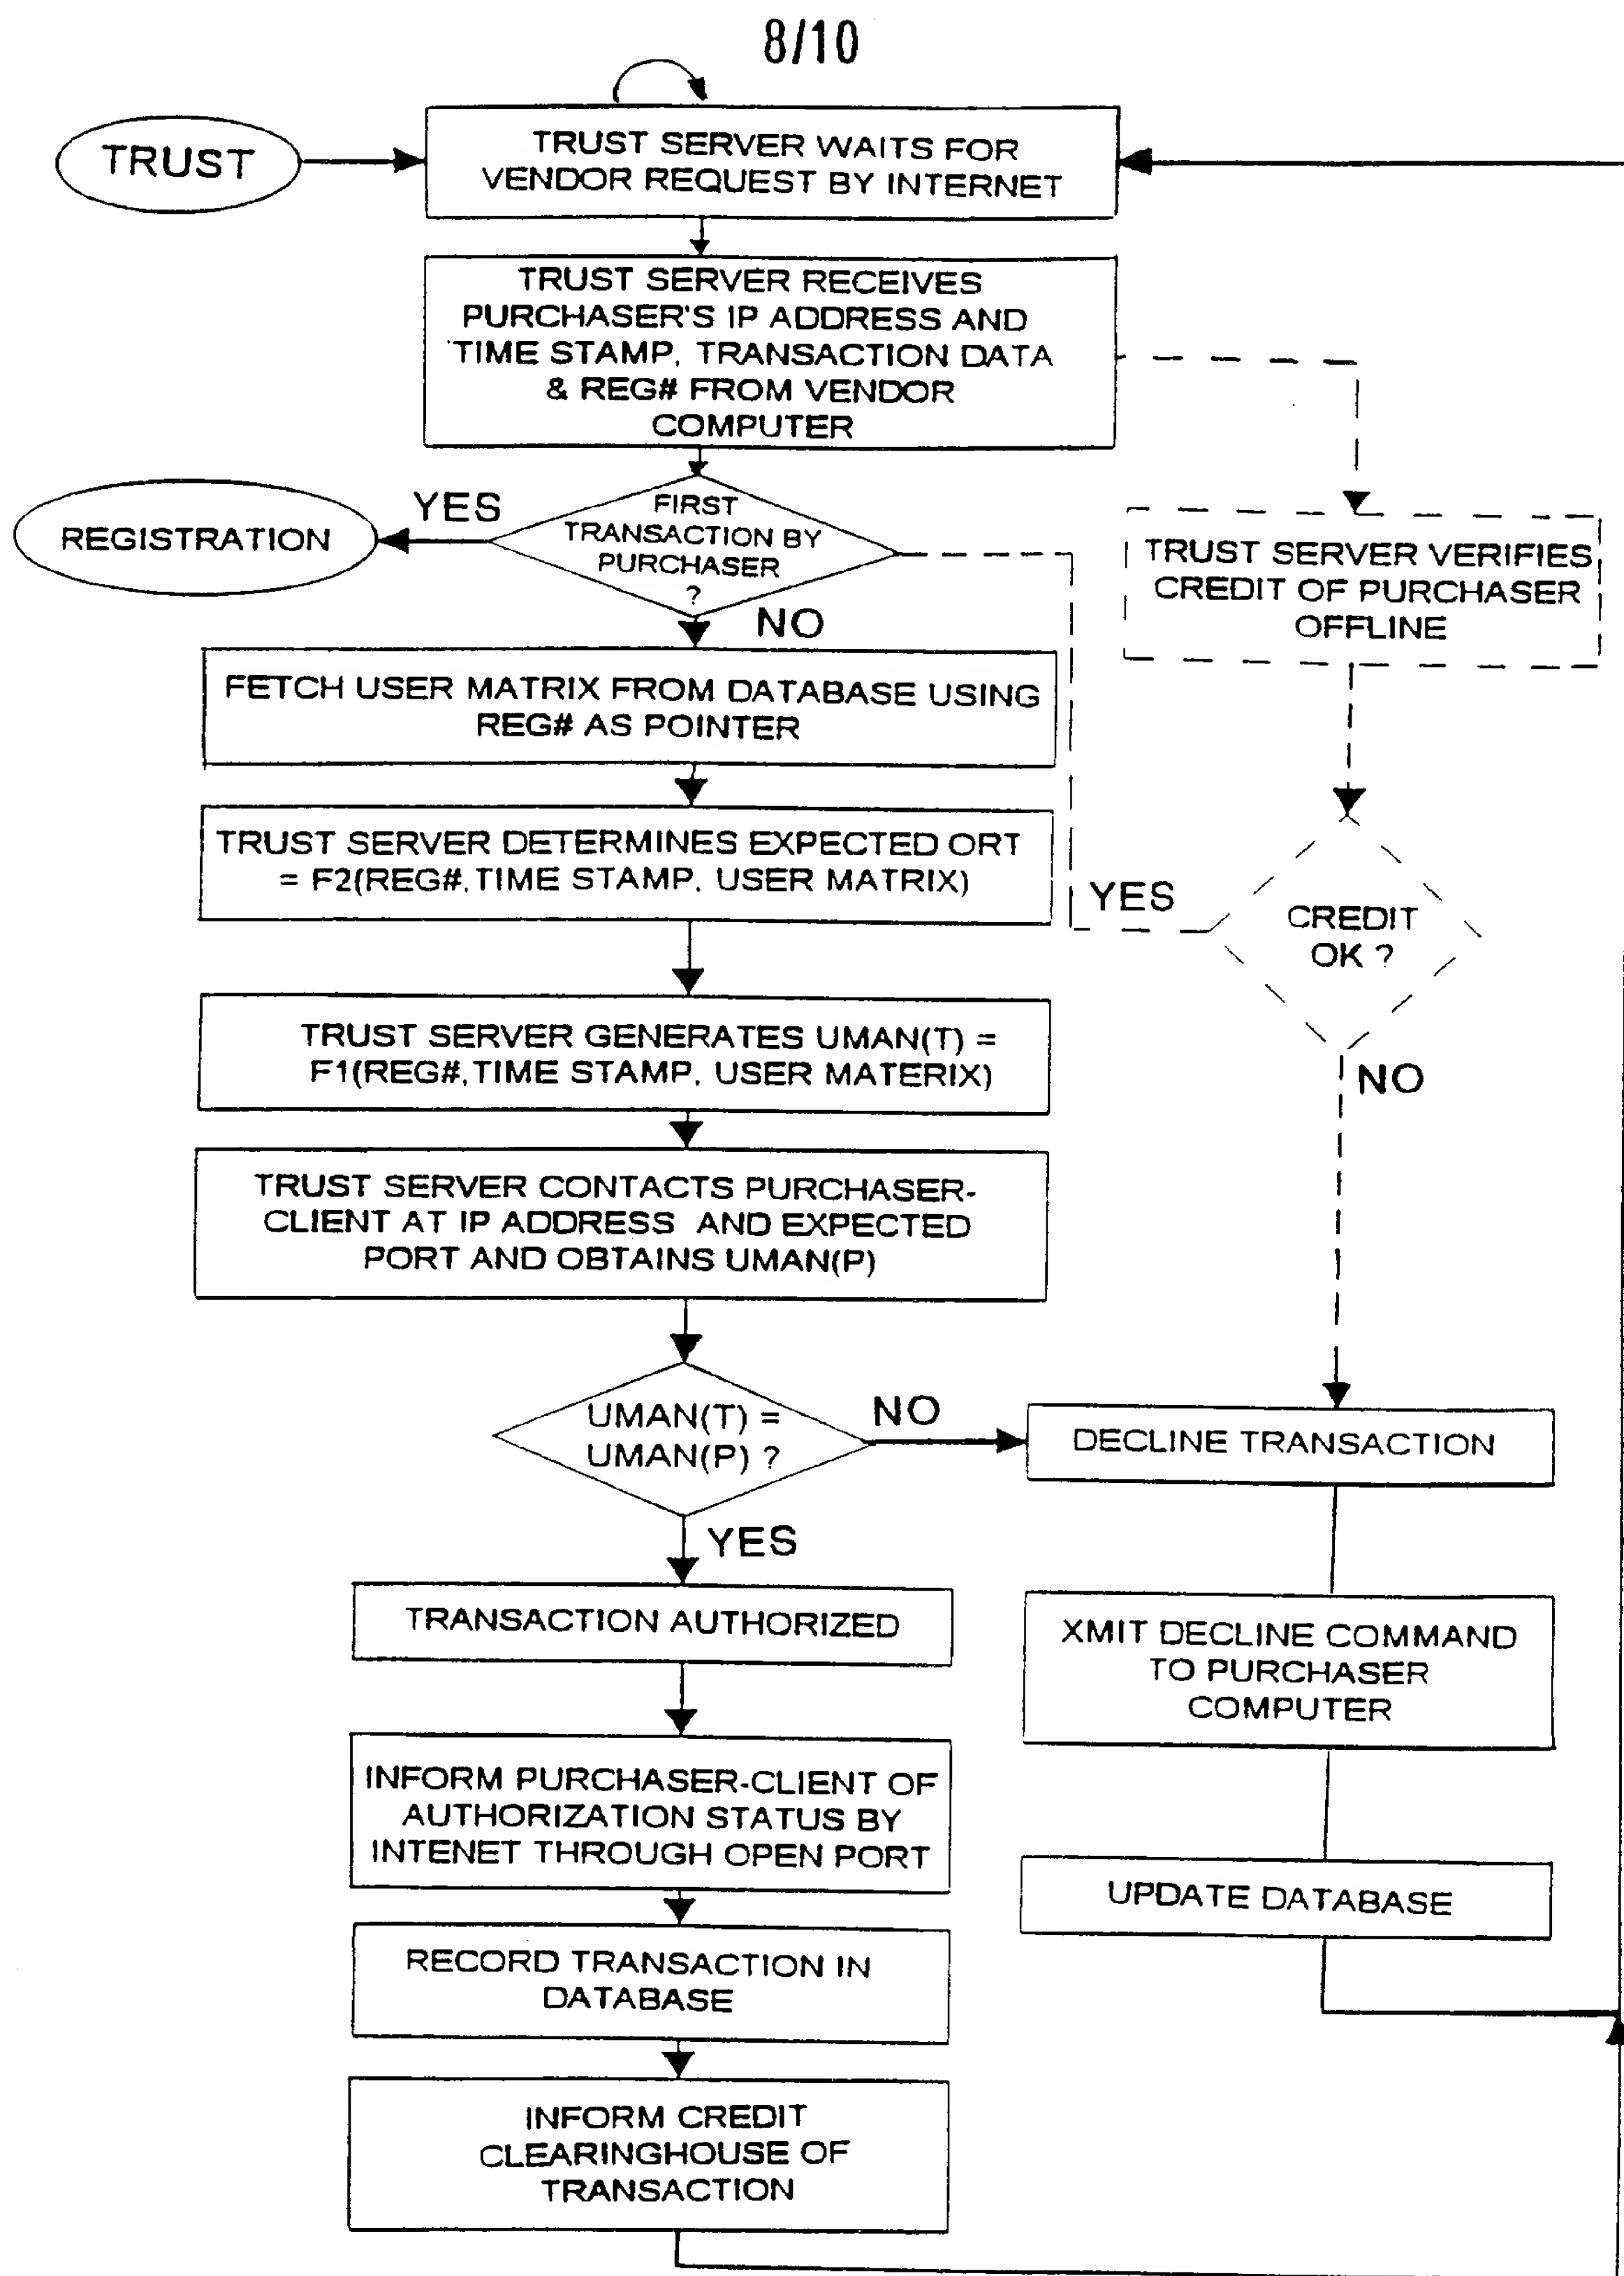 8/10
TRUST
TRUST SERVER WAITS FOR
VENDOR REQUEST BY INTERNET
TRUST SERVER RECEIVES
PURCHASER'S IP ADDRESS AND
TIME STAMP, TRANSACTION DATA
& REG# FROM VENDOR
COMPUTER
YES
REGISTRATION
FIRST
TRANSACTION BY
PURCHASER
?
NO
TRUST SERVER VERIFIES
CREDIT OF PURCHASER
OFFLINE
FETCH USER MATRIX FROM DATABASE USING
REG# AS POINTER
TRUST SERVER DETERMINES EXPECTED ORT
= F2(REG#, TIME STAMP, USER MATRIX)
YES
CREDIT
OK ?
NO
TRUST SERVER GENERATES UMAN(T) =
F1(REG#, TIME STAMP, USER MATERIX)
TRUST SERVER CONTACTS PURCHASER-
CLIENT AT IP ADDRESS AND EXPECTED
PORT AND OBTAINS UMAN(P)
UMAN(T) =
UMAN(P) ?
NO
DECLINE TRANSACTION
YES
TRANSACTION AUTHORIZED
XMIT DECLINE COMMAND
TO PURCHASER
COMPUTER
INFORM PURCHASER-CLIENT OF
AUTHORIZATION STATUS BY
INTENET THROUGH OPEN PORT
UPDATE DATABASE
RECORD TRANSACTION IN
DATABASE
INFORM CREDIT
CLEARINGHOUSE OF
TRANSACTION